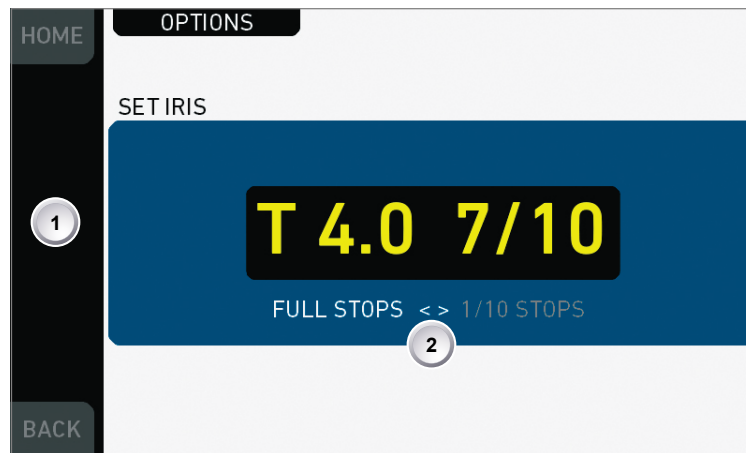 HOME
OPTIONS
SET IRIS
1
T 4.0 7/10
FULL STOPS < > 1/10 STOPS
2
BACK